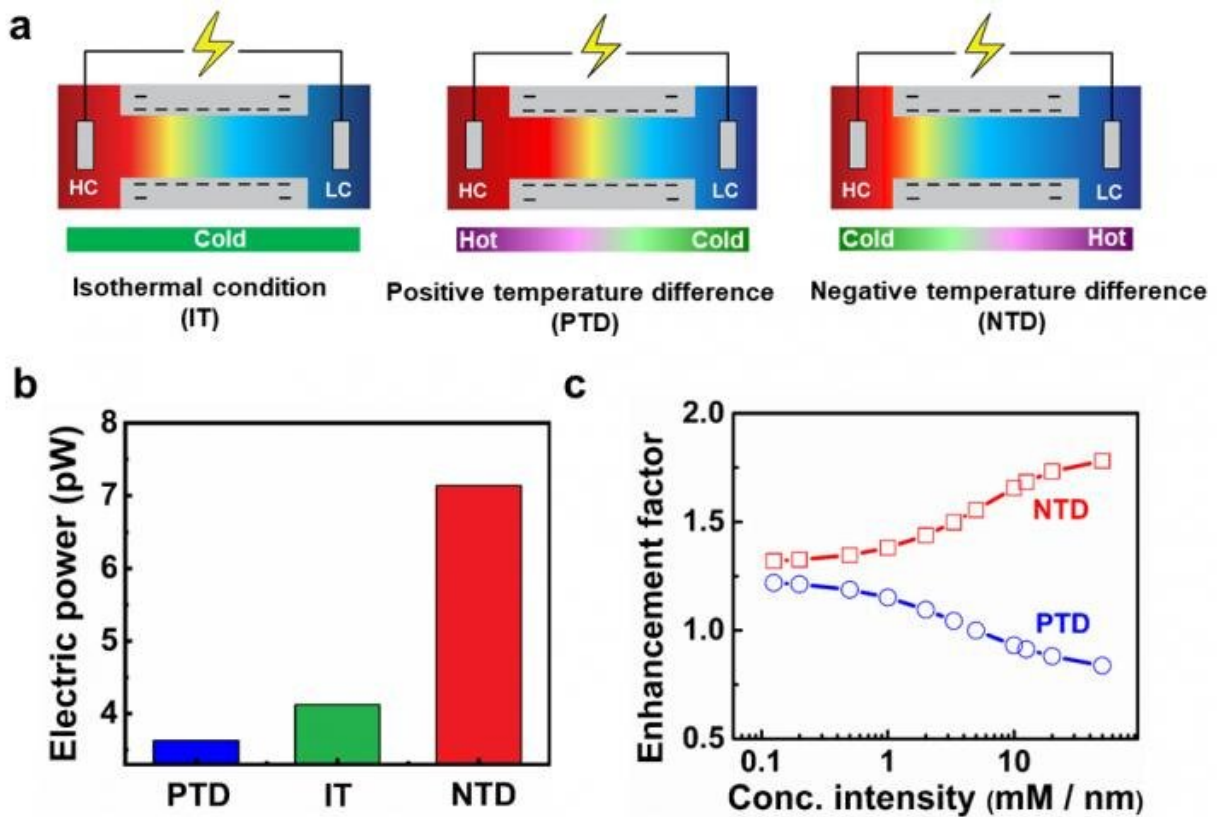 a
HC
LC
HC
LC
HC
LC
Cold
Hot
Cold
Cold
Hot
Isothermal condition
(IT)
Positive temperature difference
(PTD)
Negative temperature difference
(NTD)
b
Electric power (pW)
8
7
6
5
4
PTD
IT
NTD
c
Enhancement factor
2.0
1.5
1.0
0.5
NTD
PTD
0.1
1
10
Conc. intensity (mM / nm)